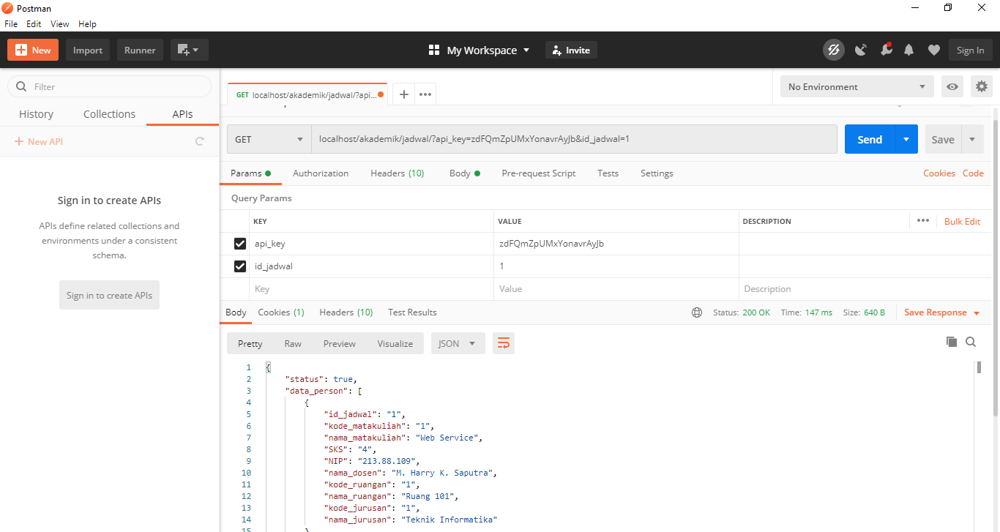 Postman
File Edit View Help
New Import Runner My Workspace Invite Sign In
Filter
History Collections APIs
New API
Sign in to create APIs
APIs define related collections and
environments under a consistent
schema.
Sign in to create APIs
GET localhost/akademik/jadwal/?api...
No Environment
GET localhost/akademik/jadwal/?api_key=zdFQmZpUMxYonavrAyJb&id_jadwal=1 Send Save
Params Authorization Headers (10) Body Pre-request Script Tests Settings Cookies Code
Query Params
KEY VALUE DESCRIPTION Bulk Edit
api_key zdFQmZpUMxYonavrAyJb
id_jadwal 1
Key Value Description
Body Cookies (1) Headers (10) Test Results Status: 200 OK Time: 147 ms Size: 640 B Save Response
Pretty Raw Preview Visualize JSON
1 {
2 "status": true,
3 "data_person": [
4 {
5 "id_jadwal": "1",
6 "kode_matakuliah": "1",
7 "nama_matakuliah": "Web Service",
8 "SKS": "4",
9 "NIP": "213.88.109",
10 "nama_dosen": "M. Harry K. Saputra",
11 "kode_ruangan": "1",
12 "nama_ruangan": "Ruang 101",
13 "kode_jurusan": "1",
14 "nama_jurusan": "Teknik Informatika"
15 }